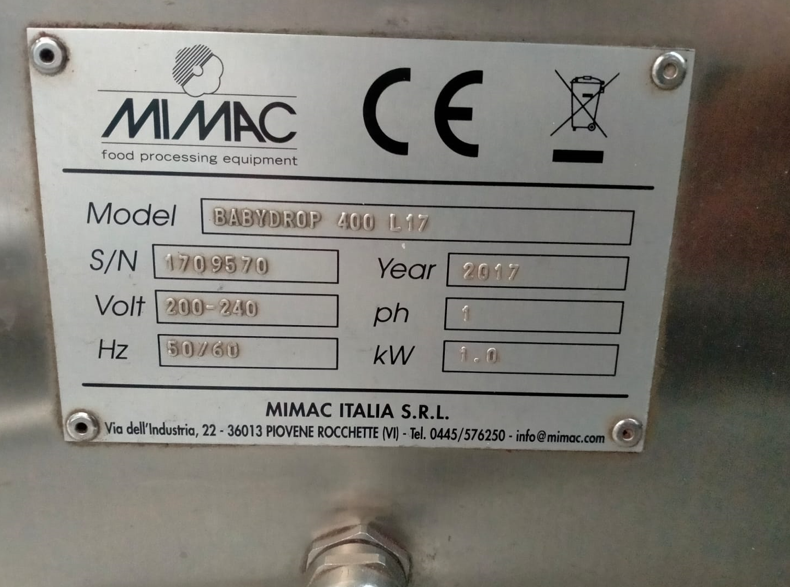 MIMAC
food processing equipment
CE
Model BABYDROP 400 L17
S/N 1709570 Year 2017
Volt 200-240 ph 1
Hz 50/60 kW 1.0
MIMAC ITALIA S.R.L.
Via dell'Industria, 22 - 36013 PIOVENE ROCCHETTE (VI) - Tel. 0445/576250 - info@mimac.com